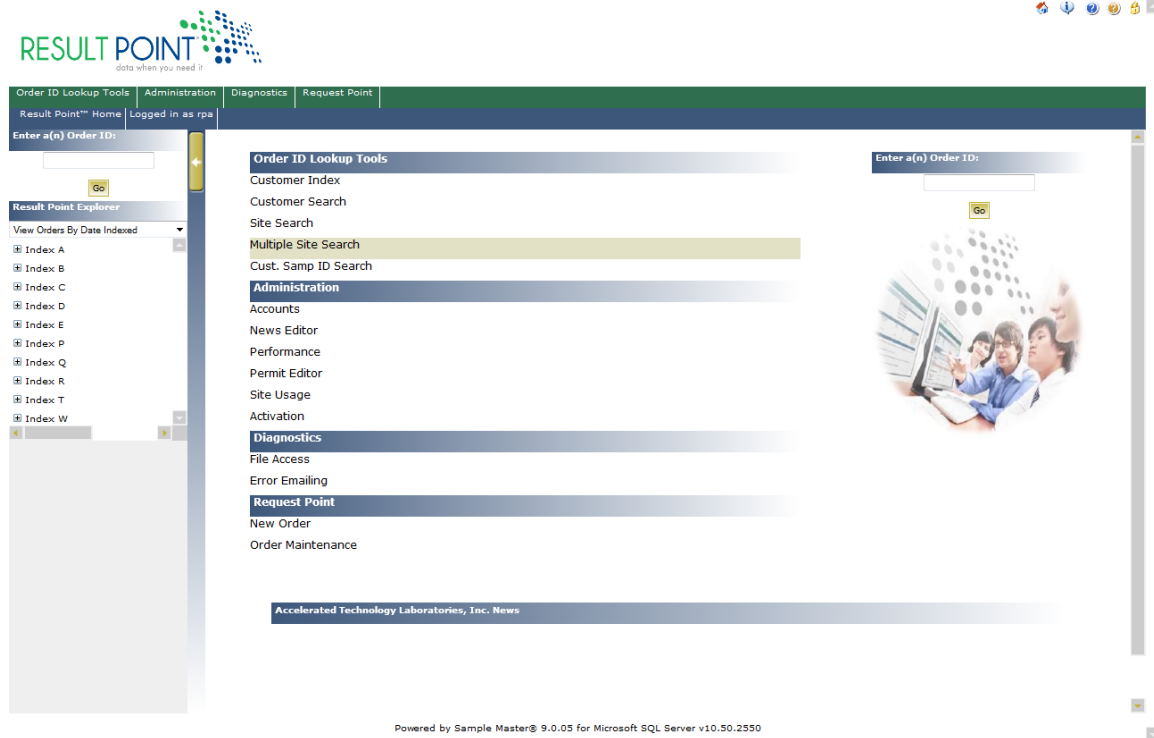 RESULT POINT
data when you need it
Order ID Lookup Tools Administration Diagnostics Request Point
Result Point™ Home Logged in as rpa
Enter a(n) Order ID:
Go
Result Point Explorer
View Orders By Date Indexed
Index A
Index B
Index C
Index D
Index E
Index P
Index Q
Index R
Index T
Index W
Order ID Lookup Tools
Customer Index
Customer Search
Site Search
Multiple Site Search
Cust. Samp ID Search
Administration
Accounts
News Editor
Performance
Permit Editor
Site Usage
Activation
Diagnostics
File Access
Error Emailing
Request Point
New Order
Order Maintenance
Enter a(n) Order ID:
Go
Accelerated Technology Laboratories, Inc. News
Powered by Sample Master® 9.0.05 for Microsoft SQL Server v10.50.2550